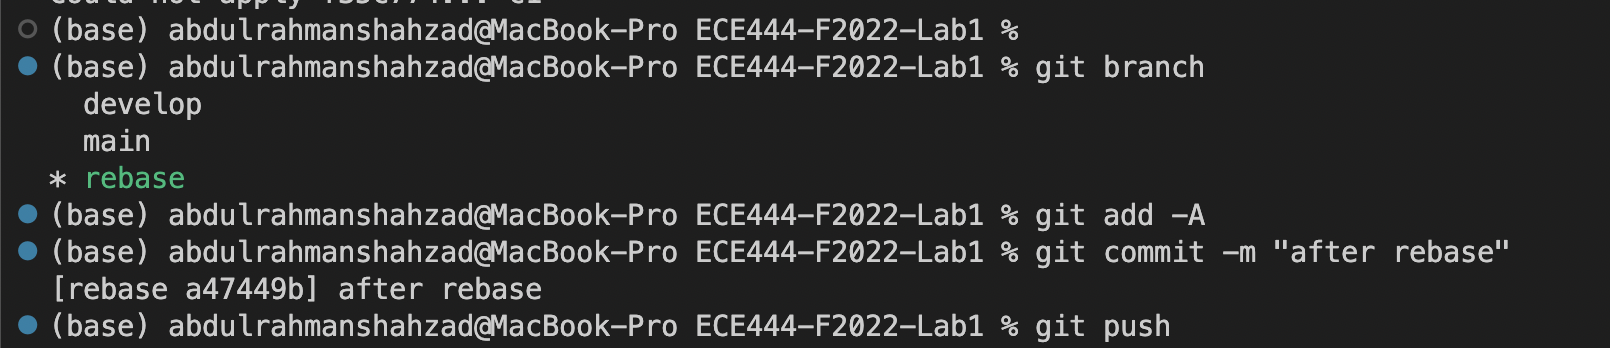 (base) abdulrahmanshahzad@MacBook-Pro ECE444-F2022-Lab1 %
(base) abdulrahmanshahzad@MacBook-Pro ECE444-F2022-Lab1 % git branch
develop
main
* rebase
(base) abdulrahmanshahzad@MacBook-Pro ECE444-F2022-Lab1 % git add -A
(base) abdulrahmanshahzad@MacBook-Pro ECE444-F2022-Lab1 % git commit -m "after rebase"
[rebase a47449b] after rebase
(base) abdulrahmanshahzad@MacBook-Pro ECE444-F2022-Lab1 % git push